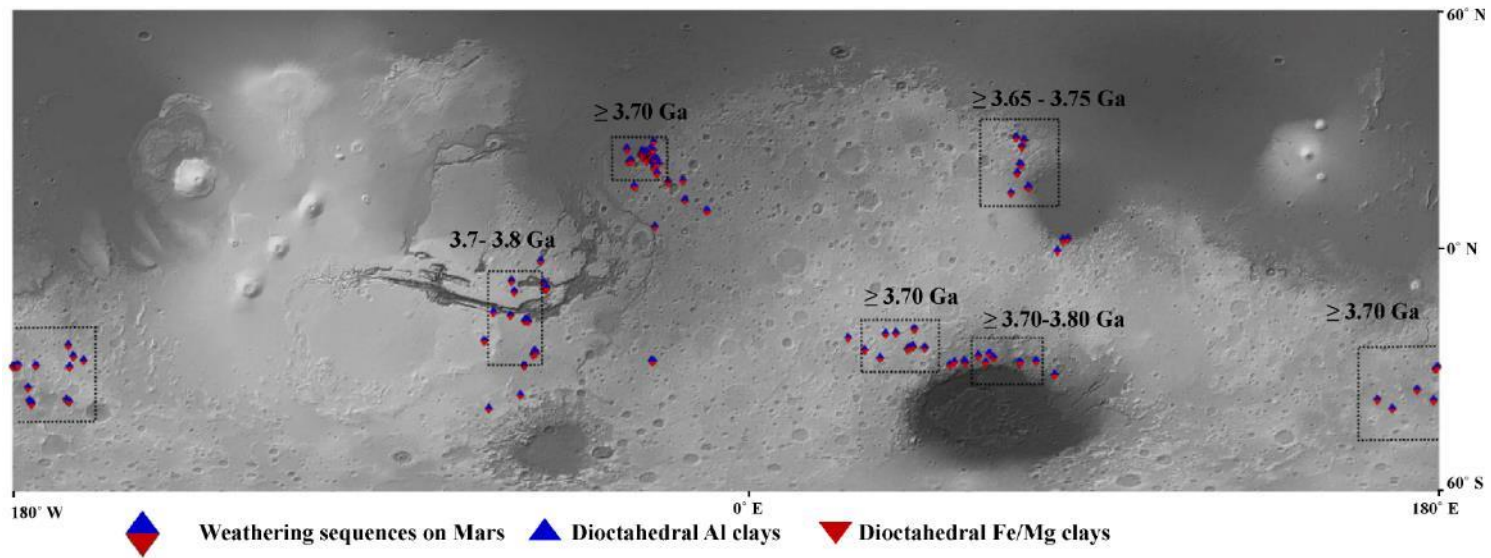 60° N
≥ 3.65 - 3.75 Ga
≥ 3.70 Ga
3.7- 3.8 Ga
0° N
≥ 3.70 Ga
≥ 3.70-3.80 Ga
≥ 3.70 Ga
60° S
180° W
0° E
180° E
Weathering sequences on Mars
Dioctahedral Al clays
Dioctahedral Fe/Mg clays